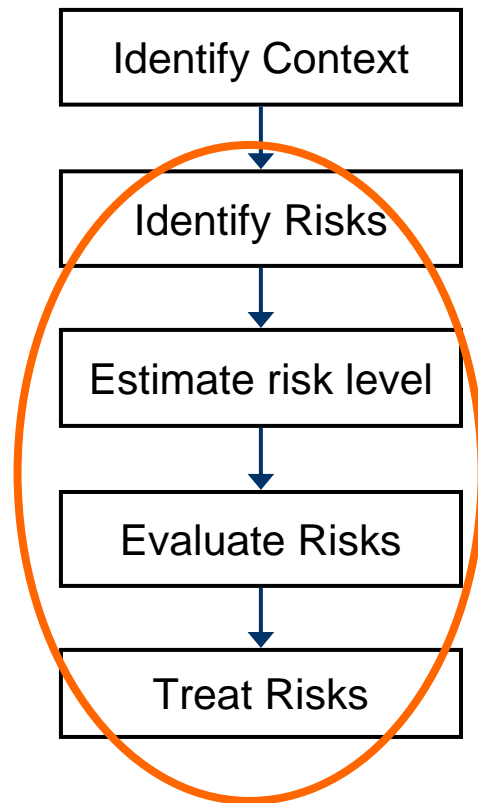 Identify Context
Identify Risks
Estimate risk level
Evaluate Risks
Treat Risks